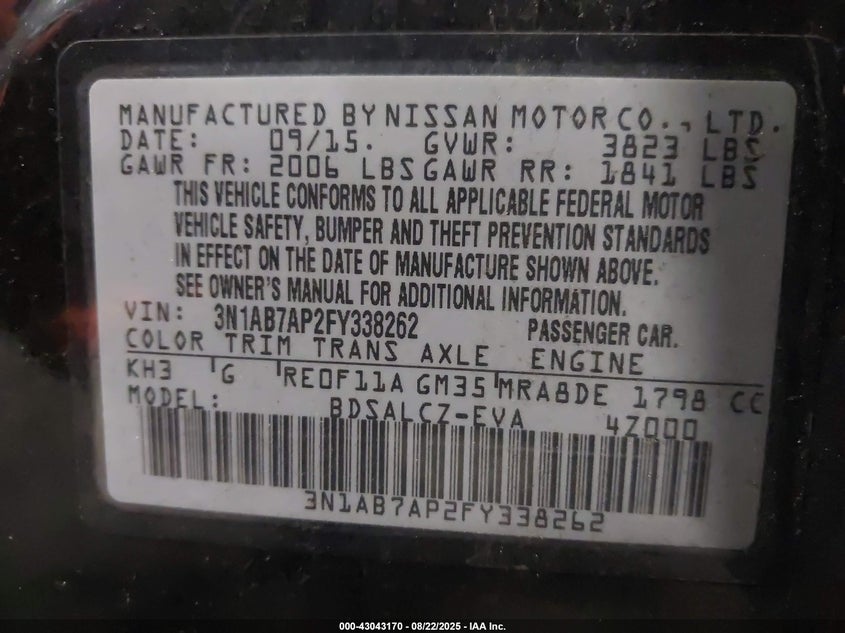 MANUFACTURED BY NISSAN MOTOR CO., LTD.
DATE: 09/15. GVWR: 3823 LBS
GAWR FR: 2006 LBS GAWR RR: 1841 LBS
THIS VEHICLE CONFORMS TO ALL APPLICABLE FEDERAL MOTOR
VEHICLE SAFETY, BUMPER AND THEFT PREVENTION STANDARDS
IN EFFECT ON THE DATE OF MANUFACTURE SHOWN ABOVE.
SEE OWNER'S MANUAL FOR ADDITIONAL INFORMATION.
VIN: 3N1AB7AP2FY338262 PASSENGER CAR.
COLOR TRIM TRANS AXLE ENGINE
KH3 G RE0F11A GM35 MRA8DE 1798 CC
MODEL: BDSALCZ-EVA 4Z000
3N1AB7AP2FY338262
000-43043170 - 08/22/2025 - IAA Inc.